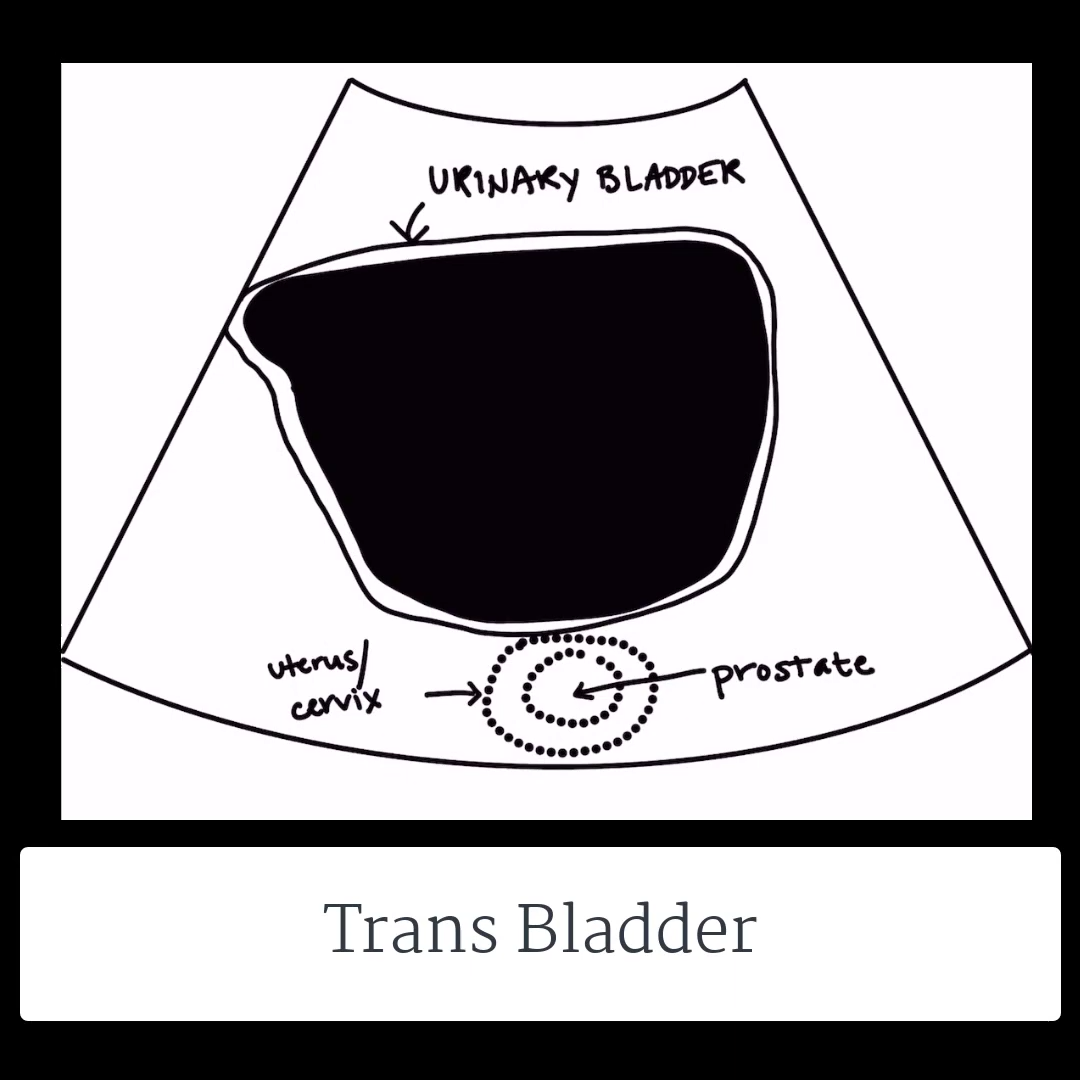 URINARY BLADDER
uterus/
cervix
prostate
Trans Bladder